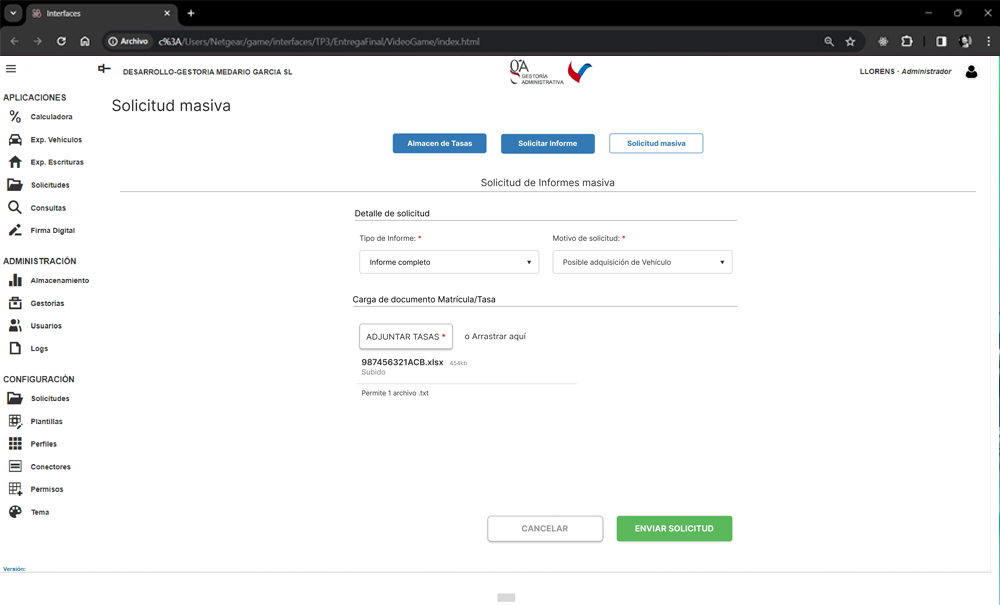 Interfaces
Archivo c%3A/Users/Netgear/game/interfaces/TP3/EntregaFinal/VideoGame/index.html
DESARROLLO-GESTORIA MEDARIO GARCIA SL
GA GESTORÍA ADMINISTRATIVA
LLORENS - Administrador
APLICACIONES
Calculadora
Exp. Vehículos
Exp. Escrituras
Solicitudes
Consultas
Firma Digital
ADMINISTRACIÓN
Almacenamiento
Gestorias
Usuarios
Logs
CONFIGURACIÓN
Solicitudes
Plantillas
Perfiles
Conectores
Permisos
Tema
Versión:
Solicitud masiva
Almacen de Tasas
Solicitar Informe
Solicitud masiva
Solicitud de Informes masiva
Detalle de solicitud
Tipo de Informe: *
Motivo de solicitud: *
Informe completo
Posible adquisición de Vehículo
Carga de documento Matrícula/Tasa
ADJUNTAR TASAS * o Arrastrar aquí
987456321ACB.xlsx 454kb
Subido
Permite 1 archivo .txt
CANCELAR
ENVIAR SOLICITUD